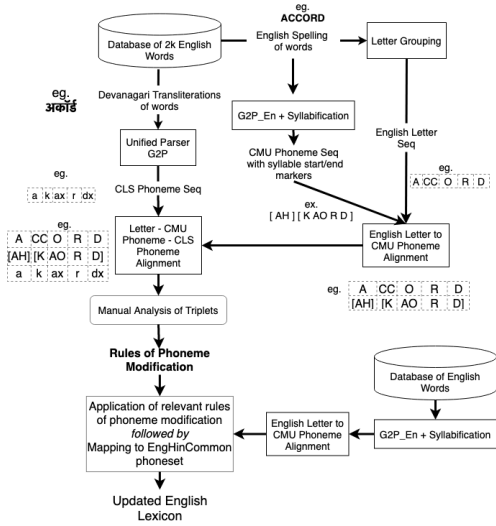 eg.
ACCORD
Database of 2k English
Words
English Spelling
of words
Letter Grouping
eg.
अकॉर्ड
Devanagari Transliterations
of words
G2P_En + Syllabification
English Letter
Seq
Unified Parser
G2P
CMU Phoneme Seq
with syllable start/end
markers
eg.
A CC O R D
eg.
a k ax r dx
CLS Phoneme Seq
ex.
[ AH ] [ K AO R D ]
eg.
A CC O R D
[AH] [K AO R D]
a k ax r dx
Letter - CMU
Phoneme - CLS
Phoneme
Alignment
English Letter to
CMU Phoneme
Alignment
eg.
A CC O R D
[AH] [K AO R D]
Manual Analysis of Triplets
Rules of Phoneme
Modification
Database of English
Words
Application of relevant rules
of phoneme modification
followed by
Mapping to EngHinCommon
phoneset
English Letter to
CMU Phoneme
Alignment
G2P_En + Syllabification
Updated English
Lexicon